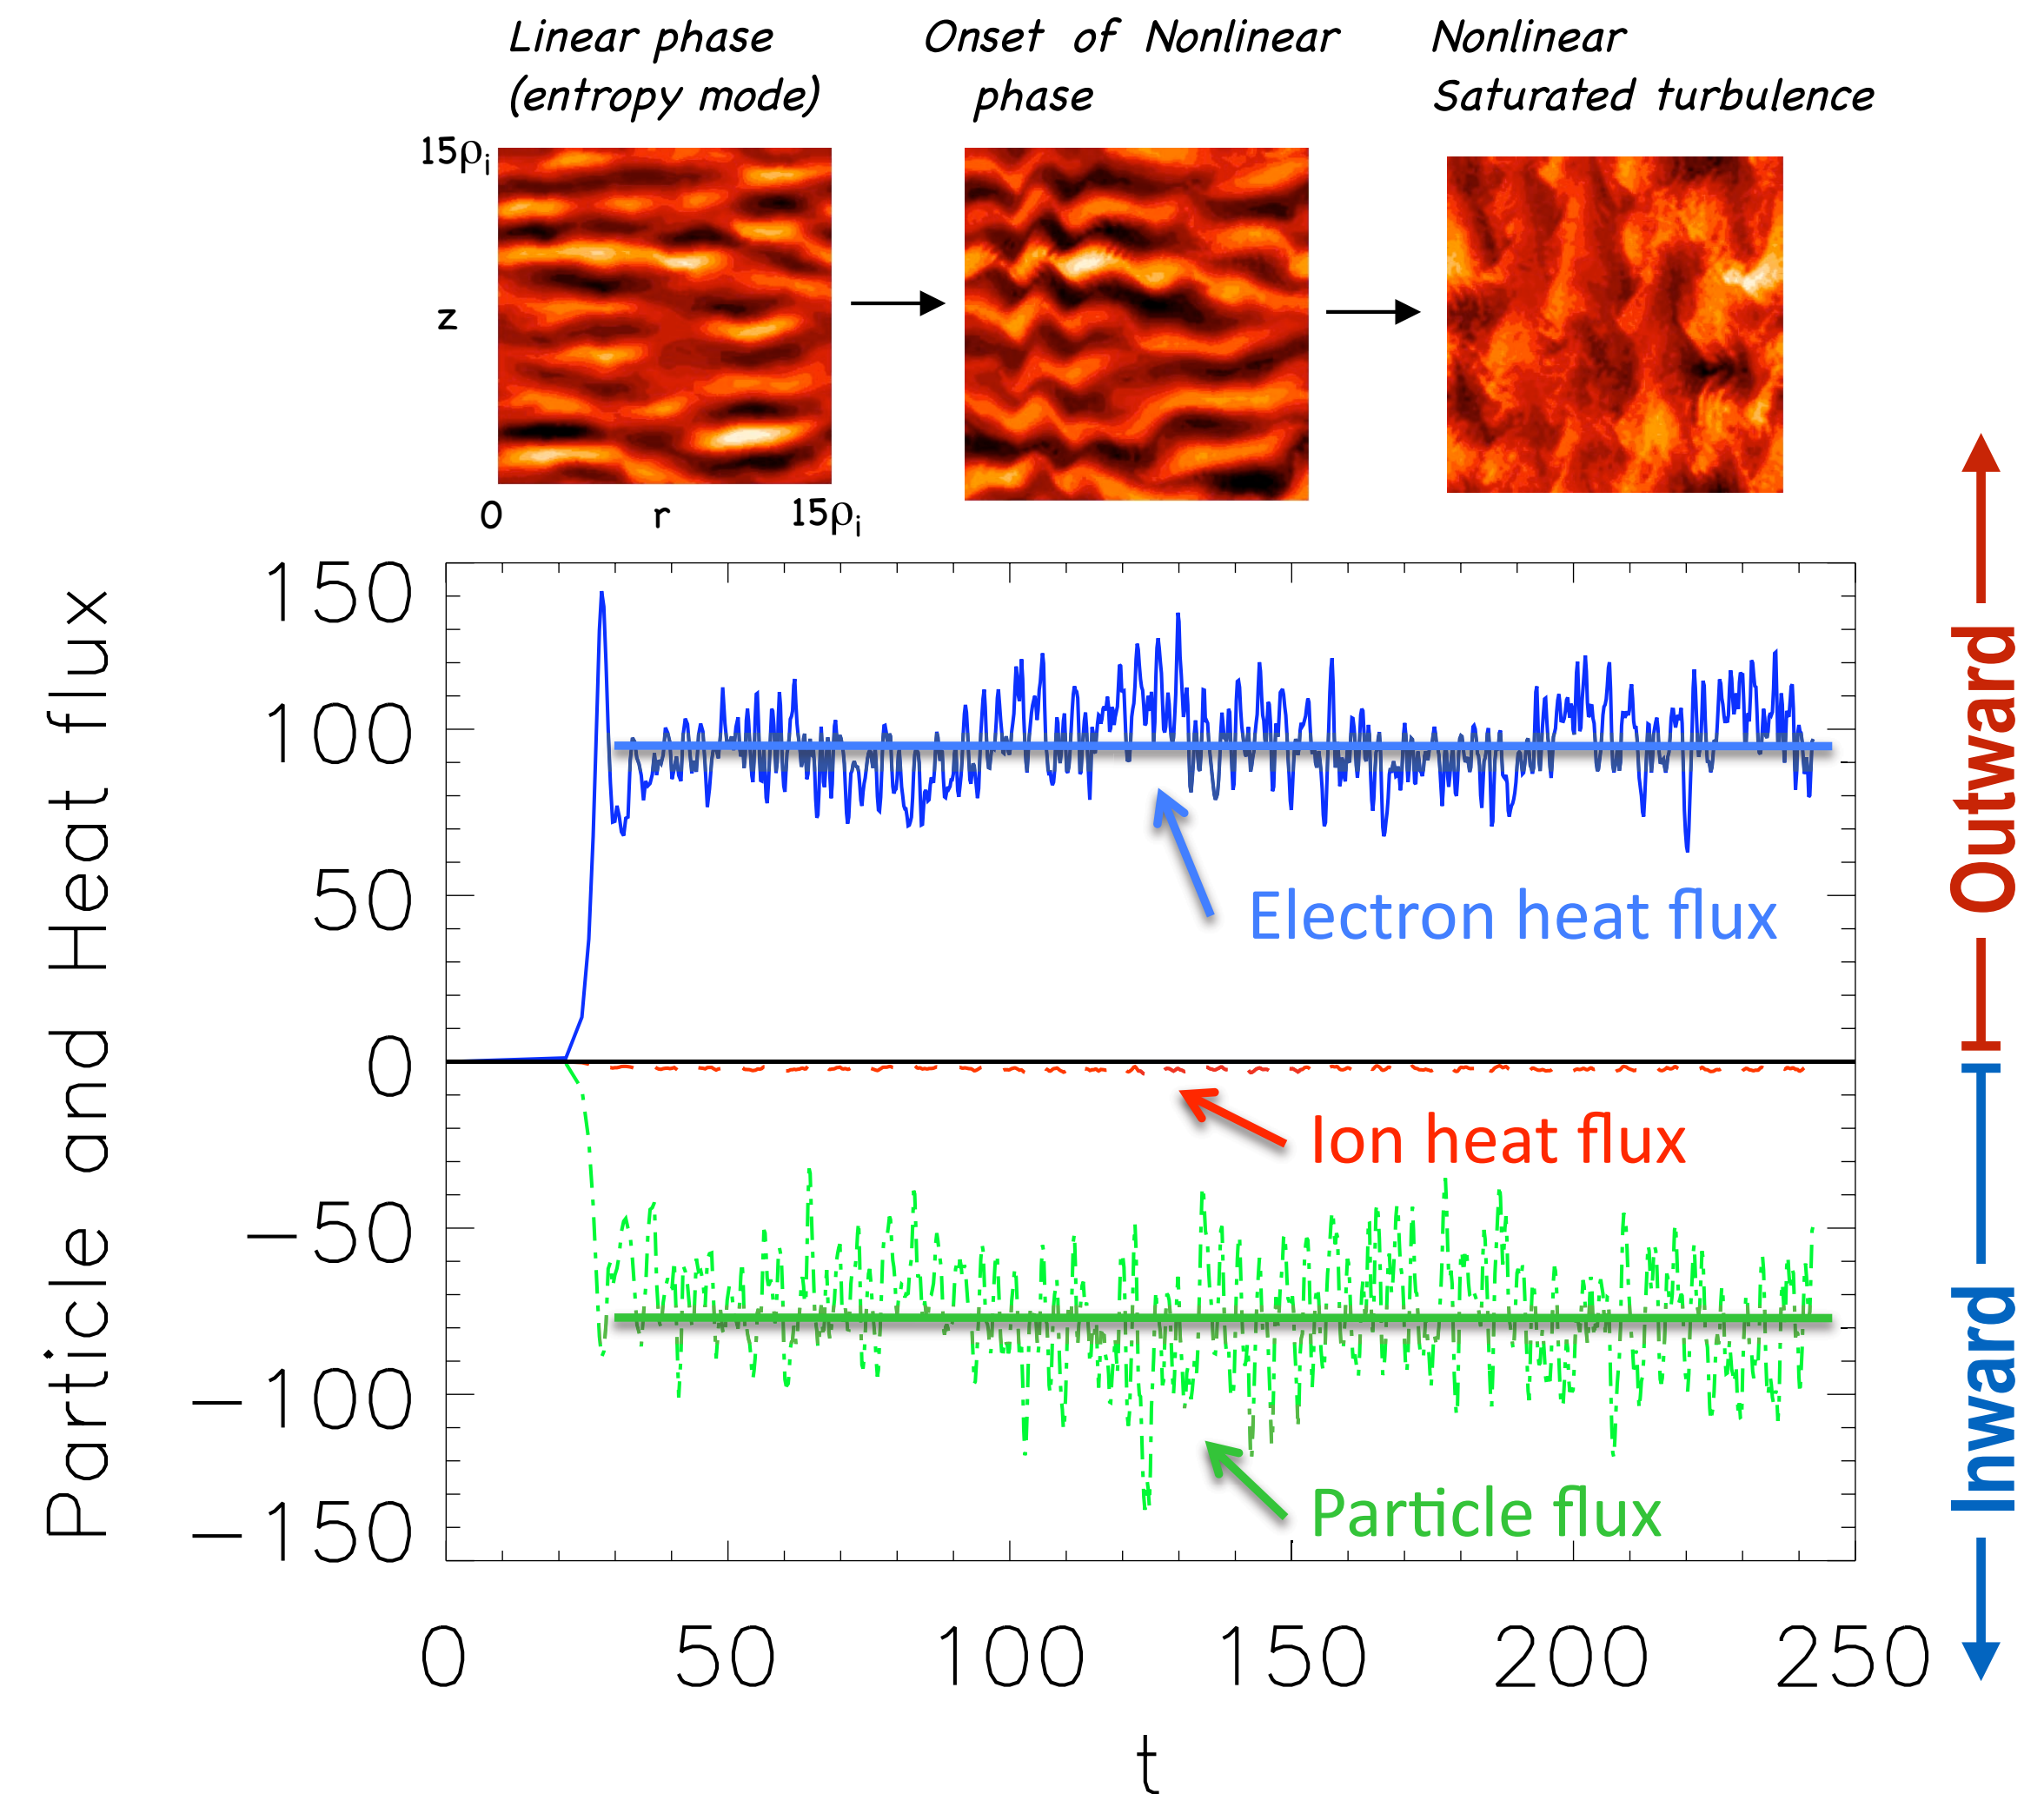 Linear phase
(entropy mode)
Onset of Nonlinear
phase
Nonlinear
Saturated turbulence
15ρi
z
0
r
15ρi
Particle and Heat flux
150
100
50
0
−50
−100
−150
Electron heat flux
Ion heat flux
Particle flux
Outward
Inward
0
50
100
150
200
250
t